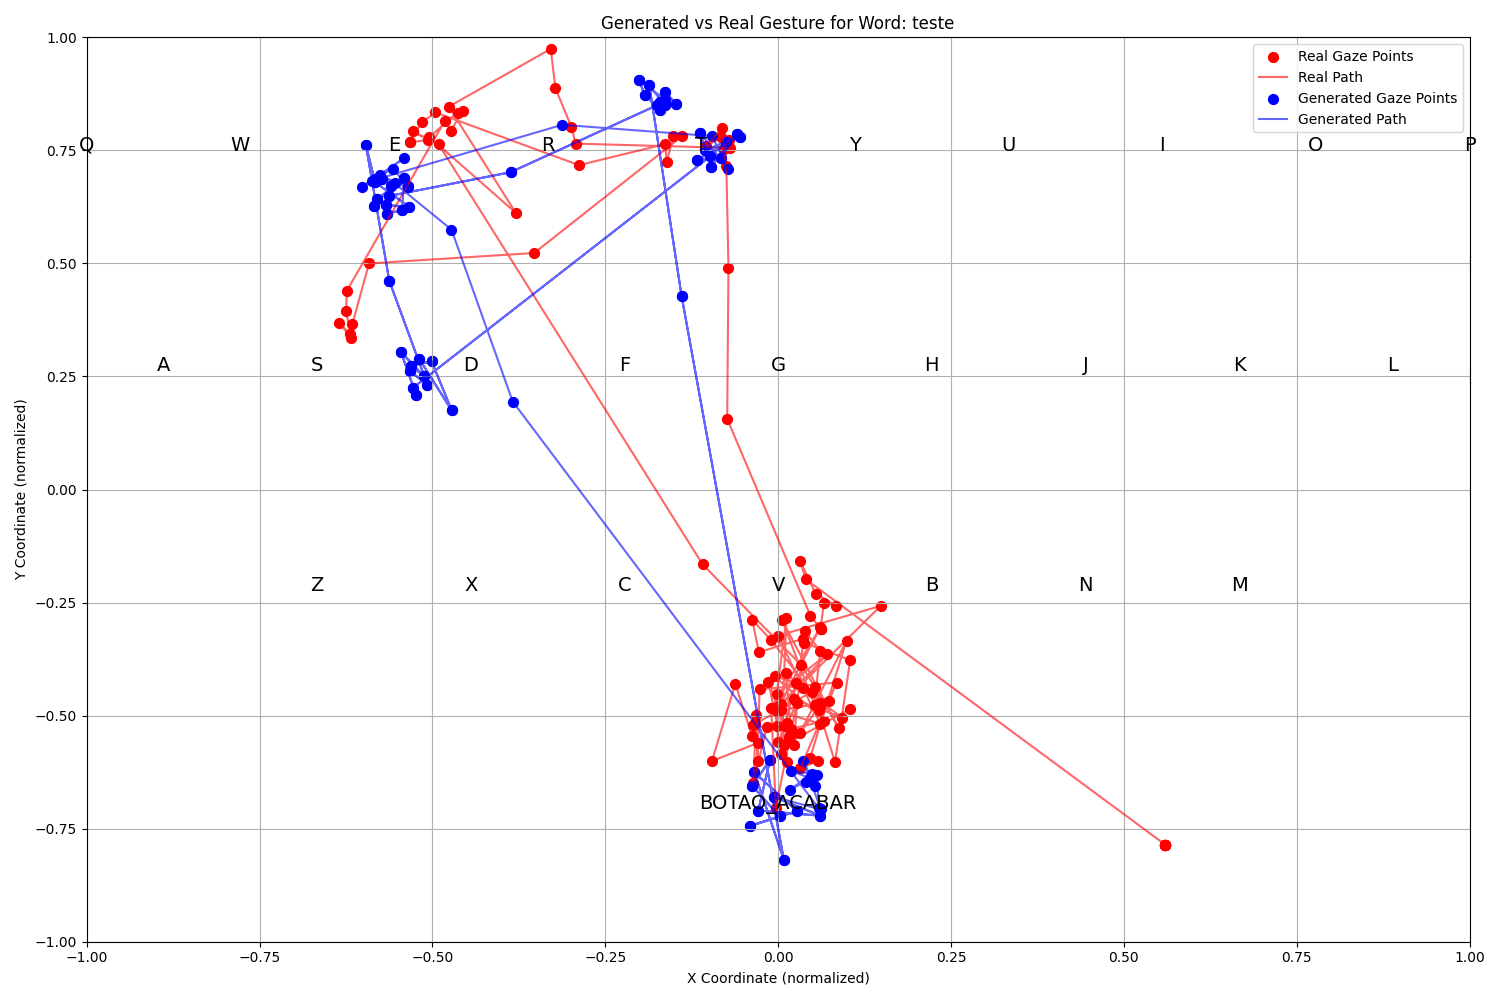 Generated vs Real Gesture for Word: teste
Real Gaze Points
Real Path
Generated Gaze Points
Generated Path
1.00
0.75
0.50
0.25
0.00
−0.25
−0.50
−0.75
−1.00
Y Coordinate (normalized)
Q W E R T Y U I O P
A S D F G H J K L
Z X C V B N M
BOTAO_ACABAR
−1.00 −0.75 −0.50 −0.25 0.00 0.25 0.50 0.75 1.00
X Coordinate (normalized)